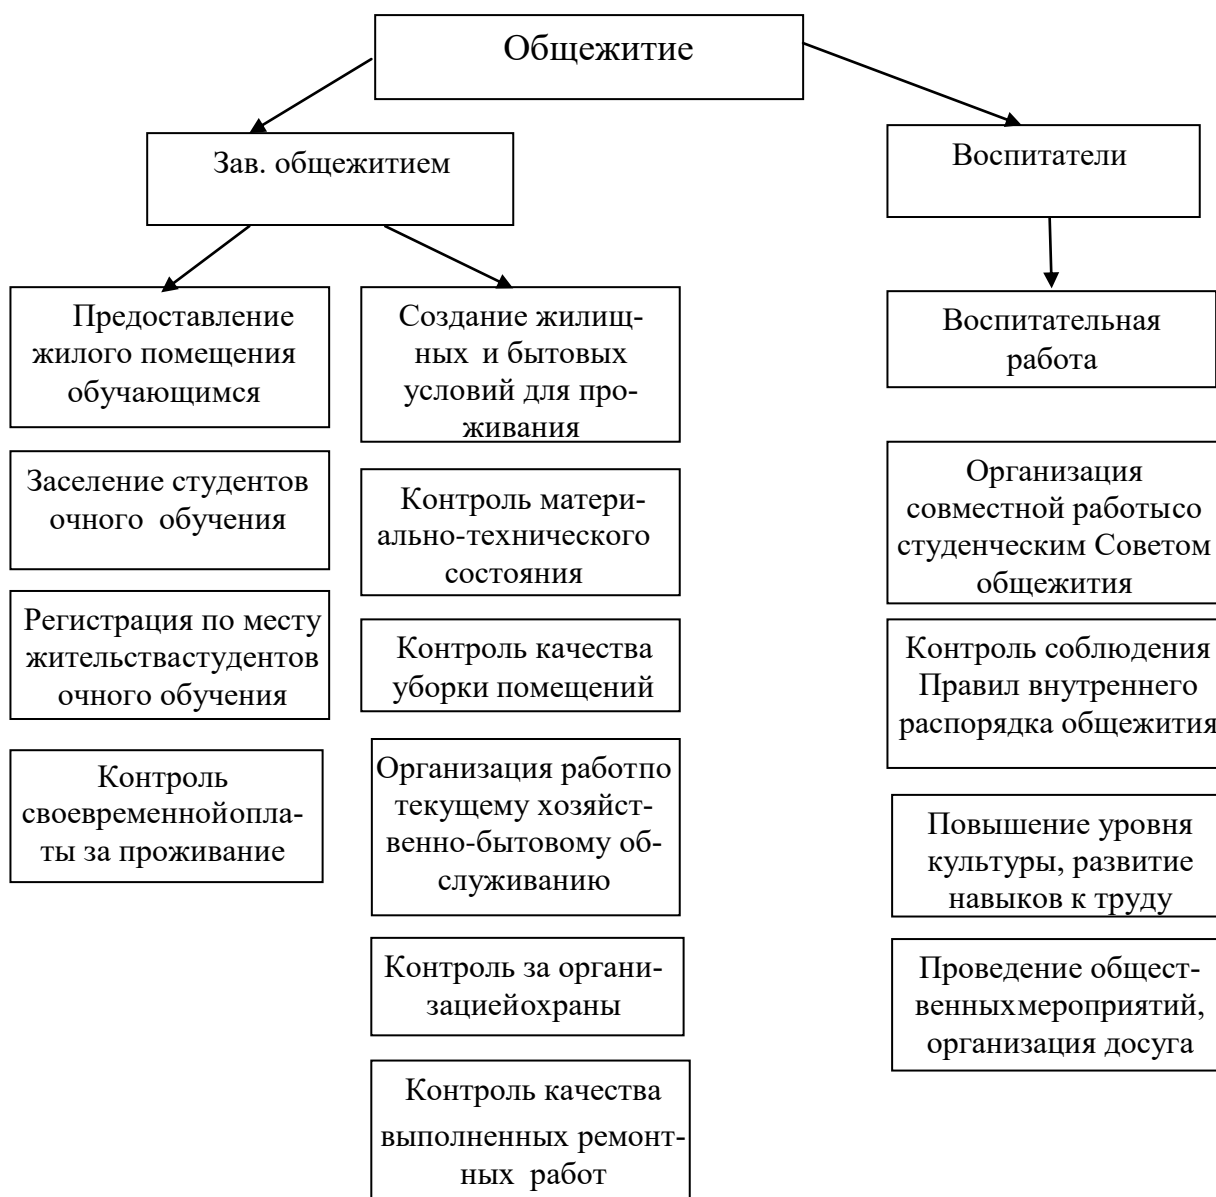 Общежитие
Зав. общежитием
Воспитатели
Предоставление
жилого помещения
обучающимся
Заселение студентов
очного обучения
Регистрация по месту
жительствастудентов
очного обучения
Контроль
своевременнойопла-
ты за проживание
Создание жилищ-
ных и бытовых
условий для про-
живания
Контроль матери-
ально-технического
состояния
Контроль качества
уборки помещений
Организация работпо
текущему хозяйст-
венно-бытовому об-
служиванию
Контроль за органи-
зациейохраны
Контроль качества
выполненных ремонт-
ных работ
Воспитательная
работа
Организация
совместной работысо
студенческим Советом
общежития
Контроль соблюдения
Правил внутреннего
распорядка общежития
Повышение уровня
культуры, развитие
навыков к труду
Проведение общест-
венныхмероприятий,
организация досуга